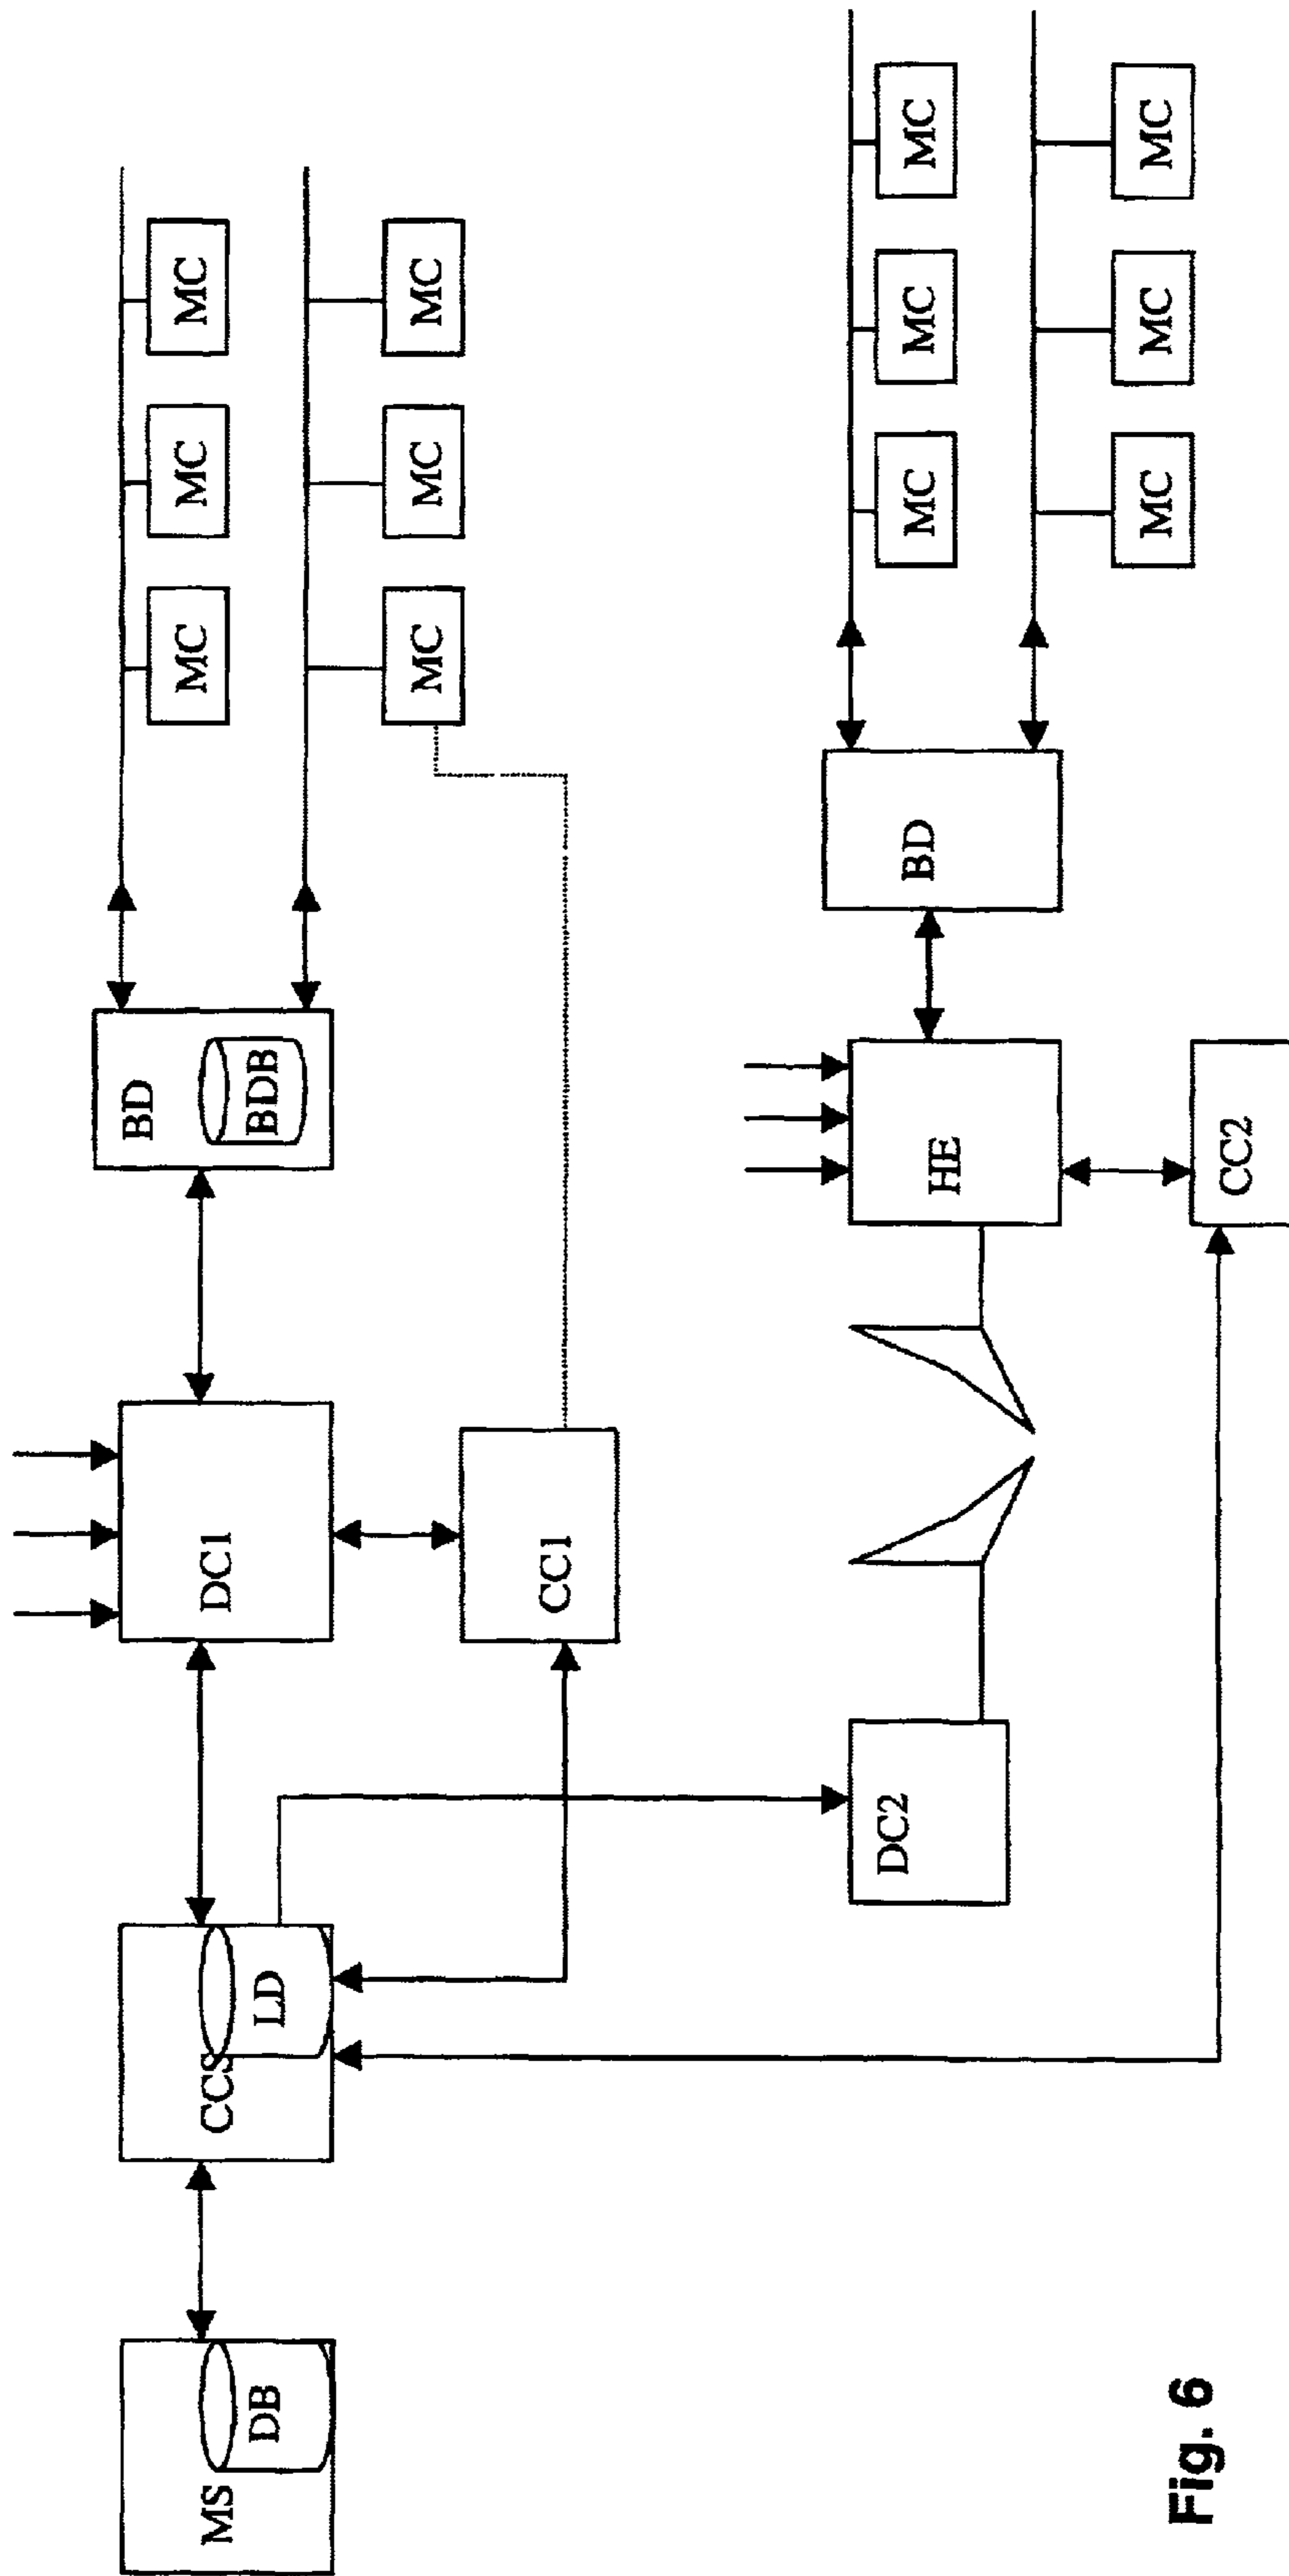 MC MC MC
BD
BDB
MC MC MC
DC1
CCS
LD
MS
DB
CC1
MC MC MC
BD
HE
DC2
MC MC MC
CC2
Fig. 6